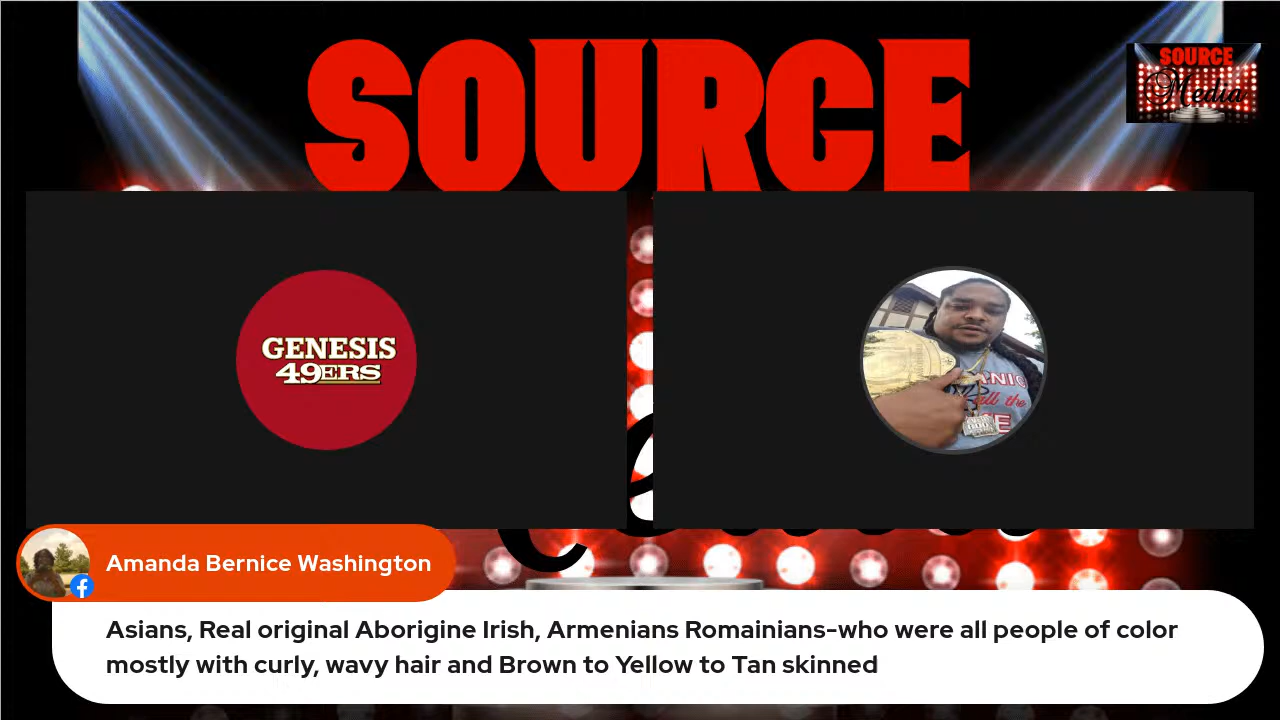 SOURCE
SOURCE
Media
GENESIS
49ERS
Amanda Bernice Washington
Asians, Real original Aborigine Irish, Armenians Romainians-who were all people of color
mostly with curly, wavy hair and Brown to Yellow to Tan skinned